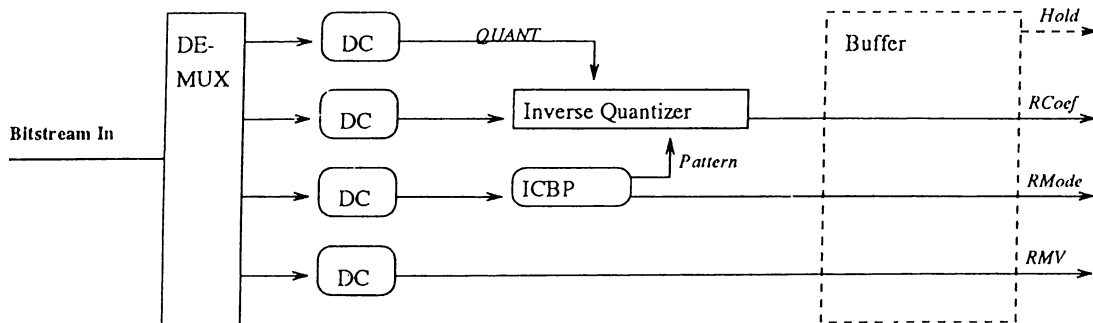 Hold
DE-
MUX
DC
QUANT
Buffer
DC
Inverse Quantizer
RCoef
Bitstream In
Pattern
DC
ICBP
RMode
DC
RMV